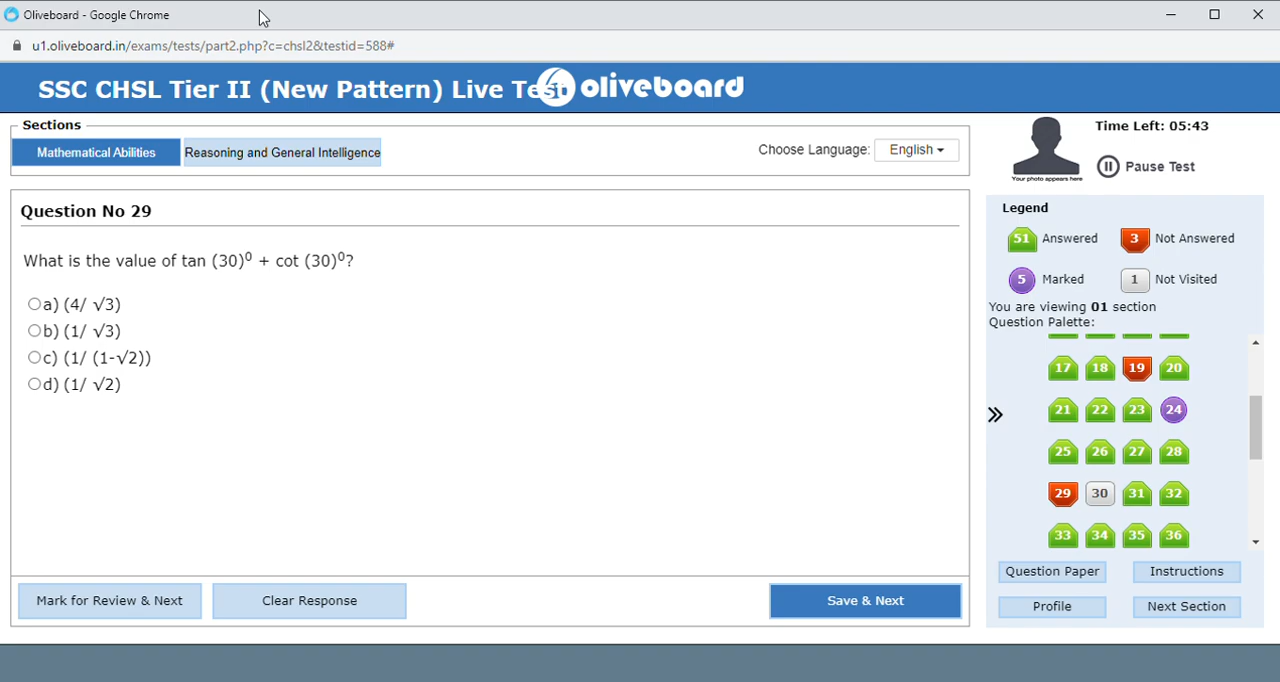 Oliveboard - Google Chrome
u1.oliveboard.in/exams/tests/part2.php?c=chsl2&testid=588#
SSC CHSL Tier II (New Pattern) Live Test oliveboard
Sections
Mathematical Abilities Reasoning and General Intelligence
Choose Language: English
Your photo appears here
Time Left: 05:43
Pause Test
Question No 29
What is the value of tan (30)⁰ + cot (30)⁰?
a) (4/ √3)
b) (1/ √3)
c) (1/ (1-√2))
d) (1/ √2)
Mark for Review & Next Clear Response Save & Next
Legend
51 Answered 3 Not Answered
5 Marked 1 Not Visited
You are viewing 01 section
Question Palette:
17 18 19 20
21 22 23 24
25 26 27 28
29 30 31 32
33 34 35 36
Question Paper Instructions
Profile Next Section